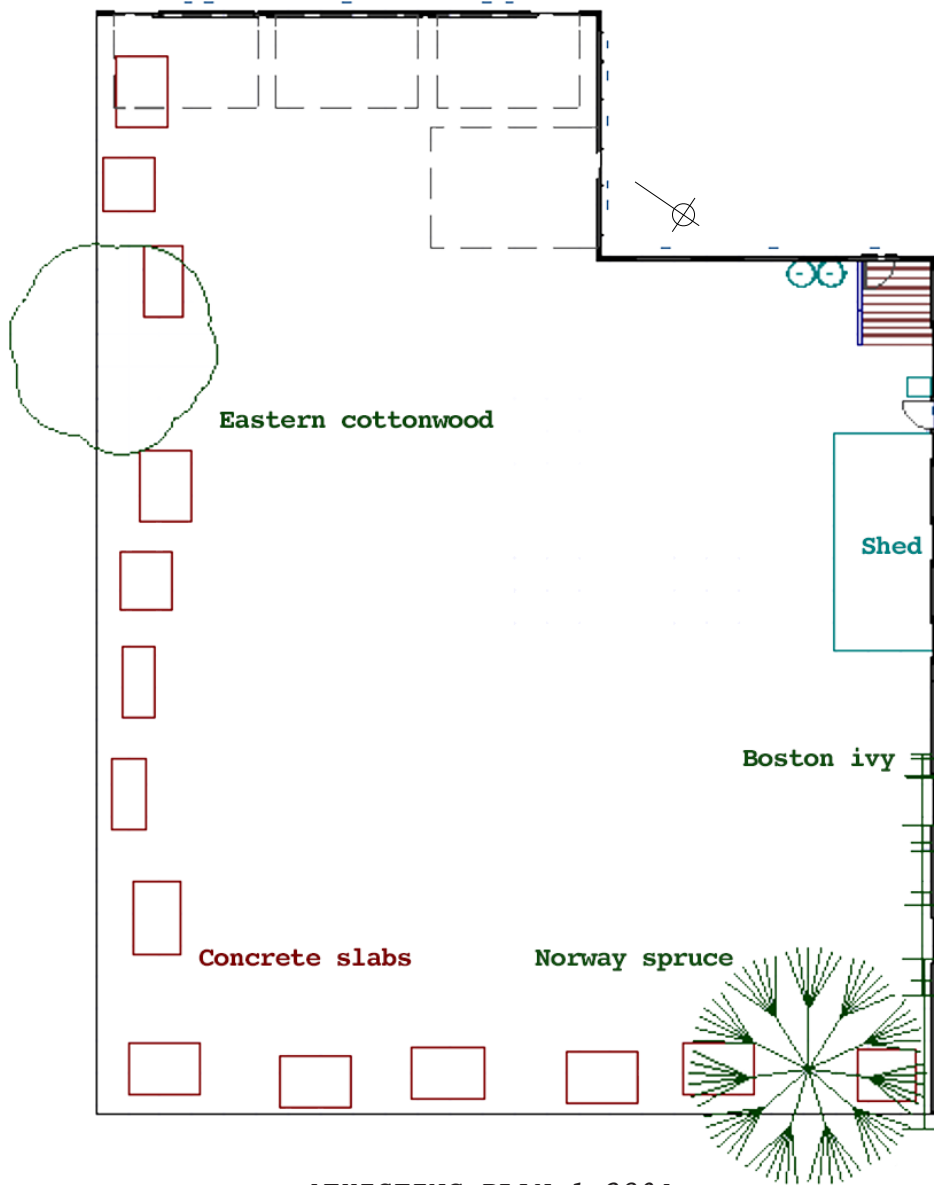 Eastern cottonwood
Shed
Boston ivy
Concrete slabs
Norway spruce